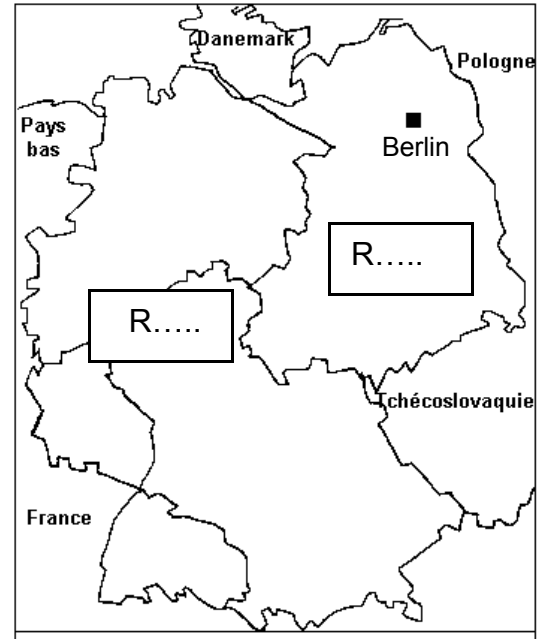 Danemark
Pologne
Pays
bas
Berlin
R…..
R…..
Tchécoslovaquie
France